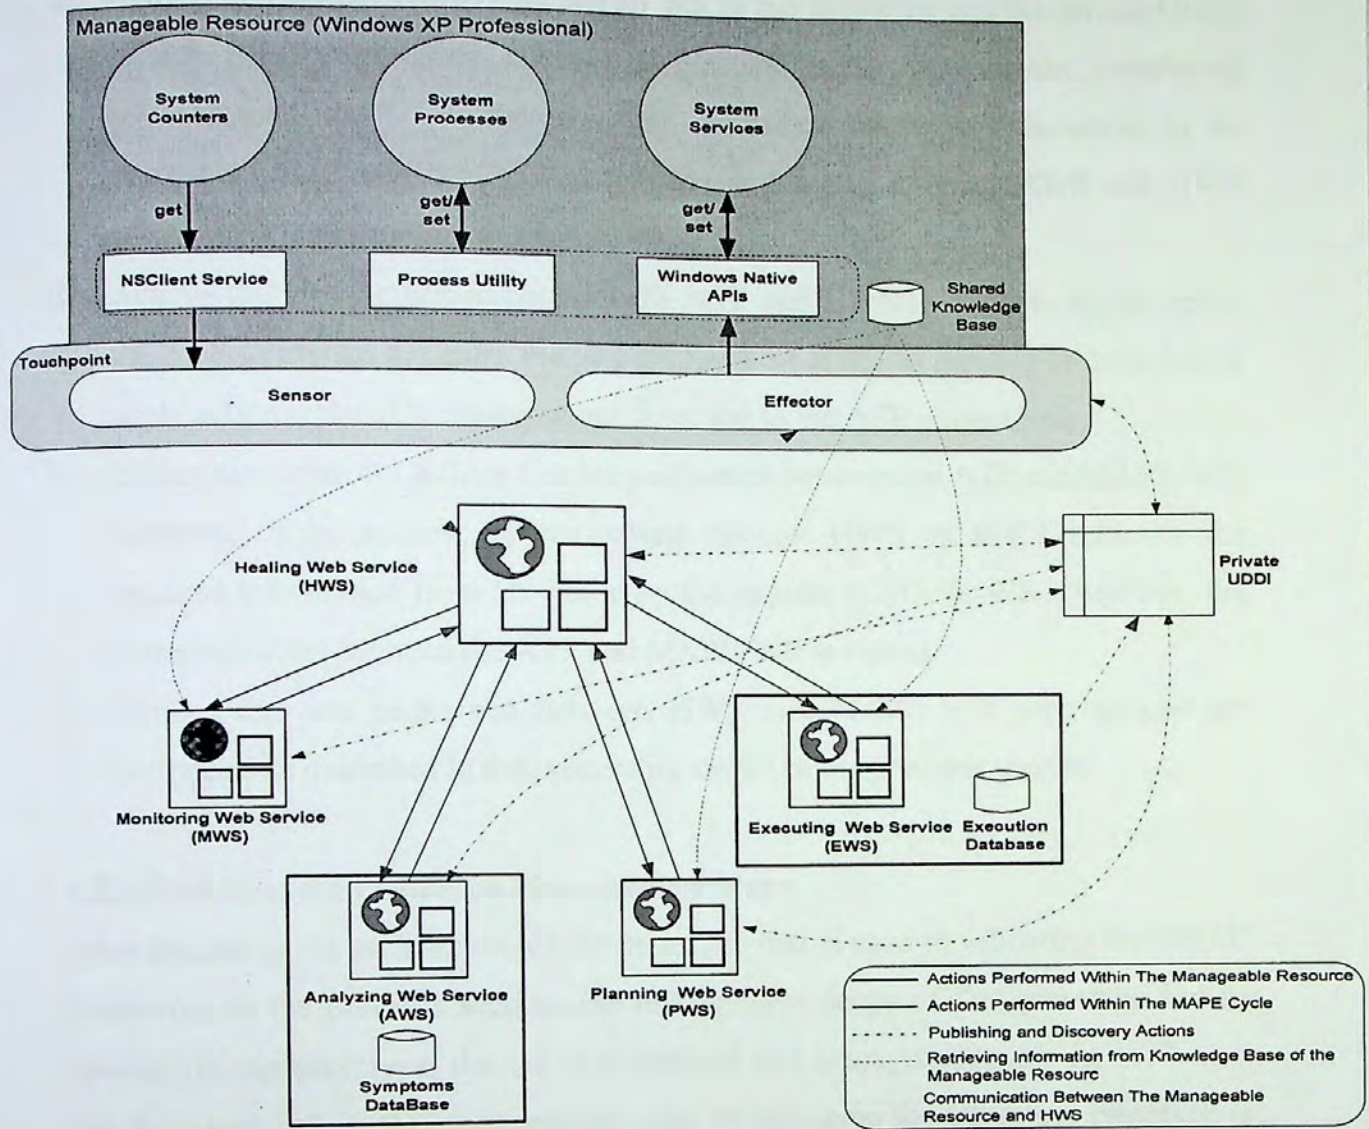 Manageable Resource (Windows XP Professional)
System
Counters
System
Processes
System
Services
get
get/
set
get/
set
NSClient Service
Process Utility
Windows Native
APIs
Shared
Knowledge
Base
Touchpoint
Sensor
Effector
Healing Web Service
(HWS)
Private
UDDI
Monitoring Web Service
(MWS)
Executing Web Service
(EWS)
Execution
Database
Analyzing Web Service
(AWS)
Symptoms
DataBase
Planning Web Service
(PWS)
Actions Performed Within The Manageable Resource
Actions Performed Within The MAPE Cycle
Publishing and Discovery Actions
Retrieving Information from Knowledge Base of the
Manageable Resourc
Communication Between The Manageable
Resource and HWS